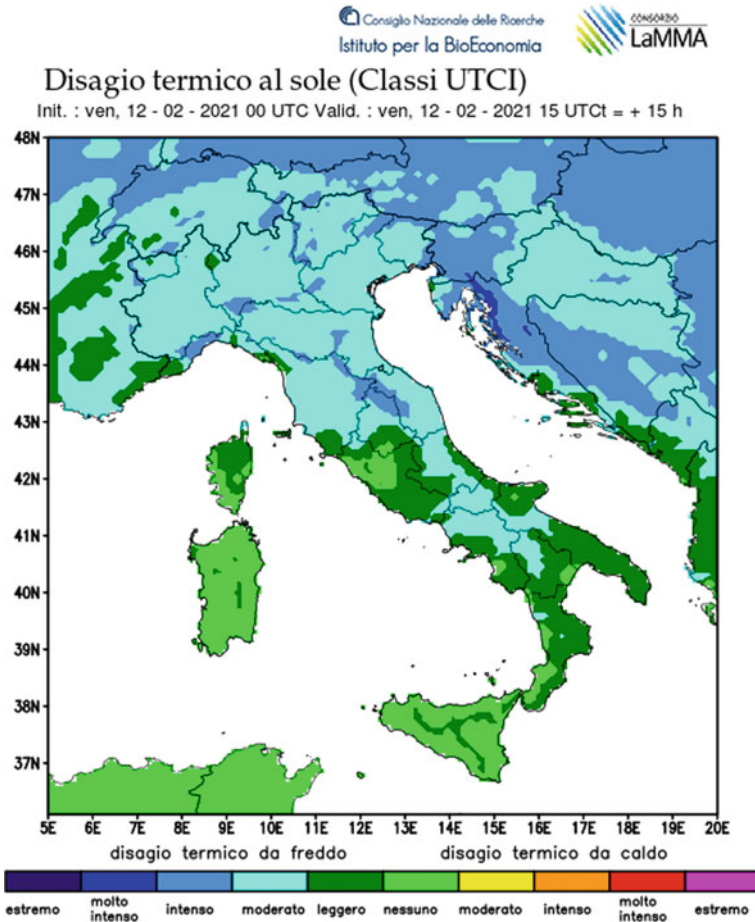 Consiglio Nazionale delle Ricerche
Istituto per la BioEconomia
CONSORZIO
LaMMA
Disagio termico al sole (Classi UTCI)
Init. : ven, 12 - 02 - 2021 00 UTC Valid. : ven, 12 - 02 - 2021 15 UTCt = + 15 h
48N
47N
46N
45N
44N
43N
42N
41N
40N
39N
38N
37N
5E 6E 7E 8E 9E 10E 11E 12E 13E 14E 15E 16E 17E 18E 19E 20E
disagio termico da freddo disagio termico da caldo
estremo molto intenso intenso moderato leggero nessuno moderato intenso molto intenso estremo